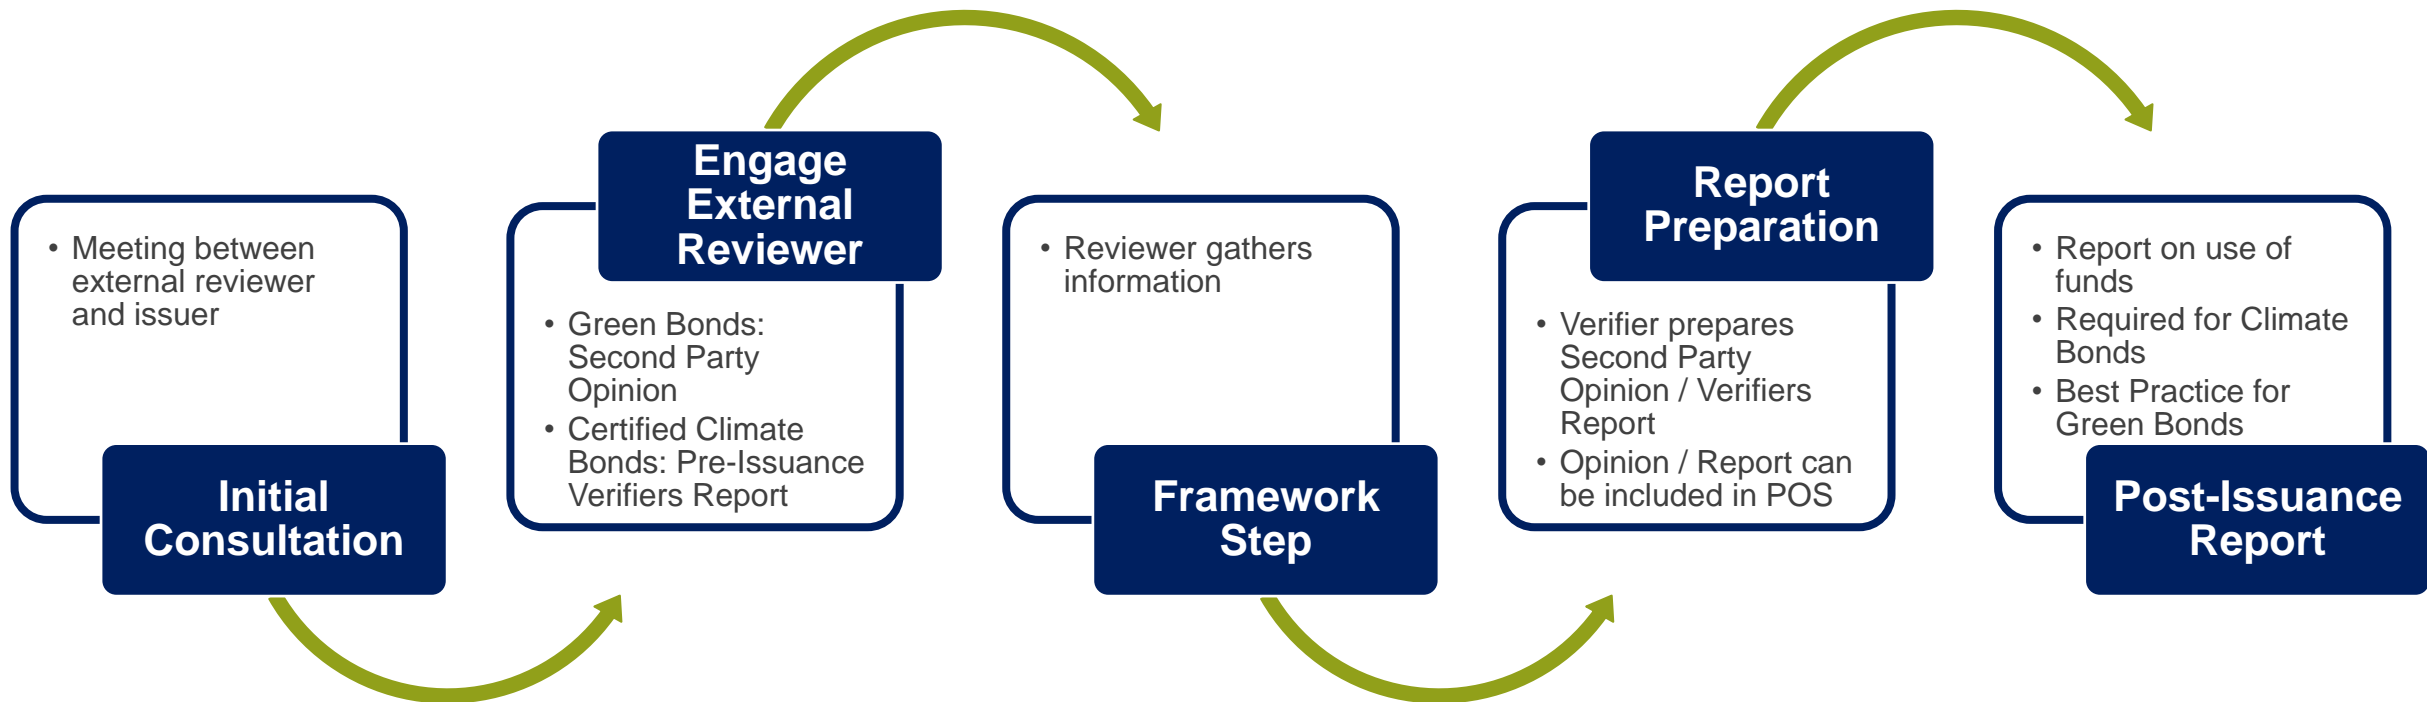 • Meeting between
external reviewer
and issuer
Initial
Consultation
Engage
External
Reviewer
• Green Bonds:
Second Party
Opinion
• Certified Climate
Bonds: Pre-Issuance
Verifiers Report
• Reviewer gathers
information
Framework
Step
Report
Preparation
• Verifier prepares
Second Party
Opinion / Verifiers
Report
• Opinion / Report can
be included in POS
• Report on use of
funds
• Required for Climate
Bonds
• Best Practice for
Green Bonds
Post-Issuance
Report